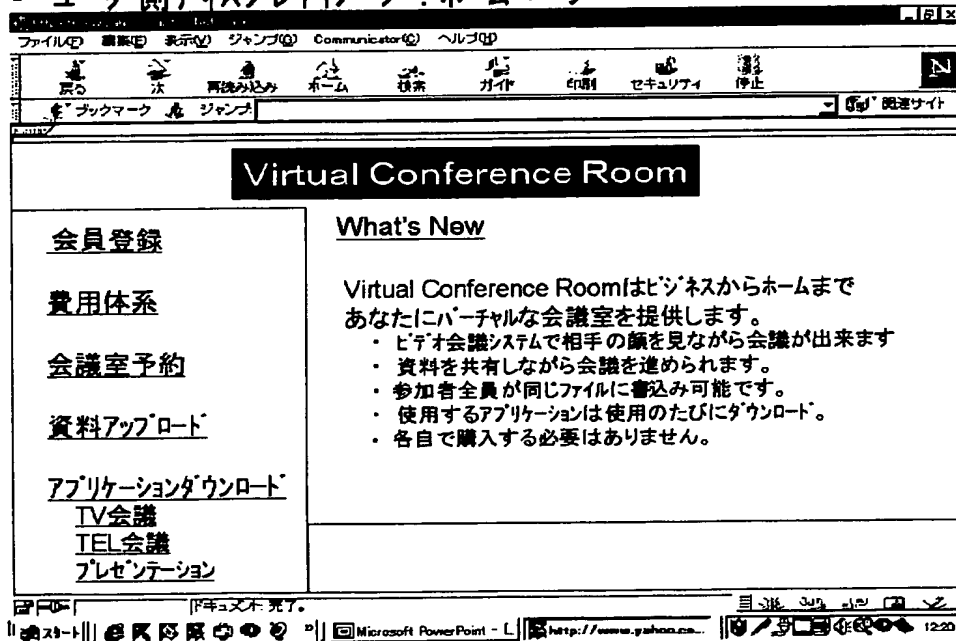 ファイル(F) 編集(E) 表示(V) ジャンプ(G) Communicator(C) ヘルプ(H)
戻る 次 再読み込み ホーム 検索 ガイド 印刷 セキュリティ 停止
ブックマーク ジャンプ: 関連サイト
Virtual Conference Room
会員登録
費用体系
会議室予約
資料アップロード
アプリケーションダウンロード
TV会議
TEL会議
プレゼンテーション
What's New
Virtual Conference Roomはビジネスからホームまで
あなたにバーチャルな会議室を提供します。
・ ビデオ会議システムで相手の顔を見ながら会議が出来ます
・ 資料を共有しながら会議を進められます。
・ 参加者全員が同じファイルに書込み可能です。
・ 使用するアプリケーションは使用のたびにダウンロード。
・ 各自で購入する必要はありません。
ドキュメント: 完了。
スタート Microsoft PowerPoint - [. http://www.yahoo.co... 12:20